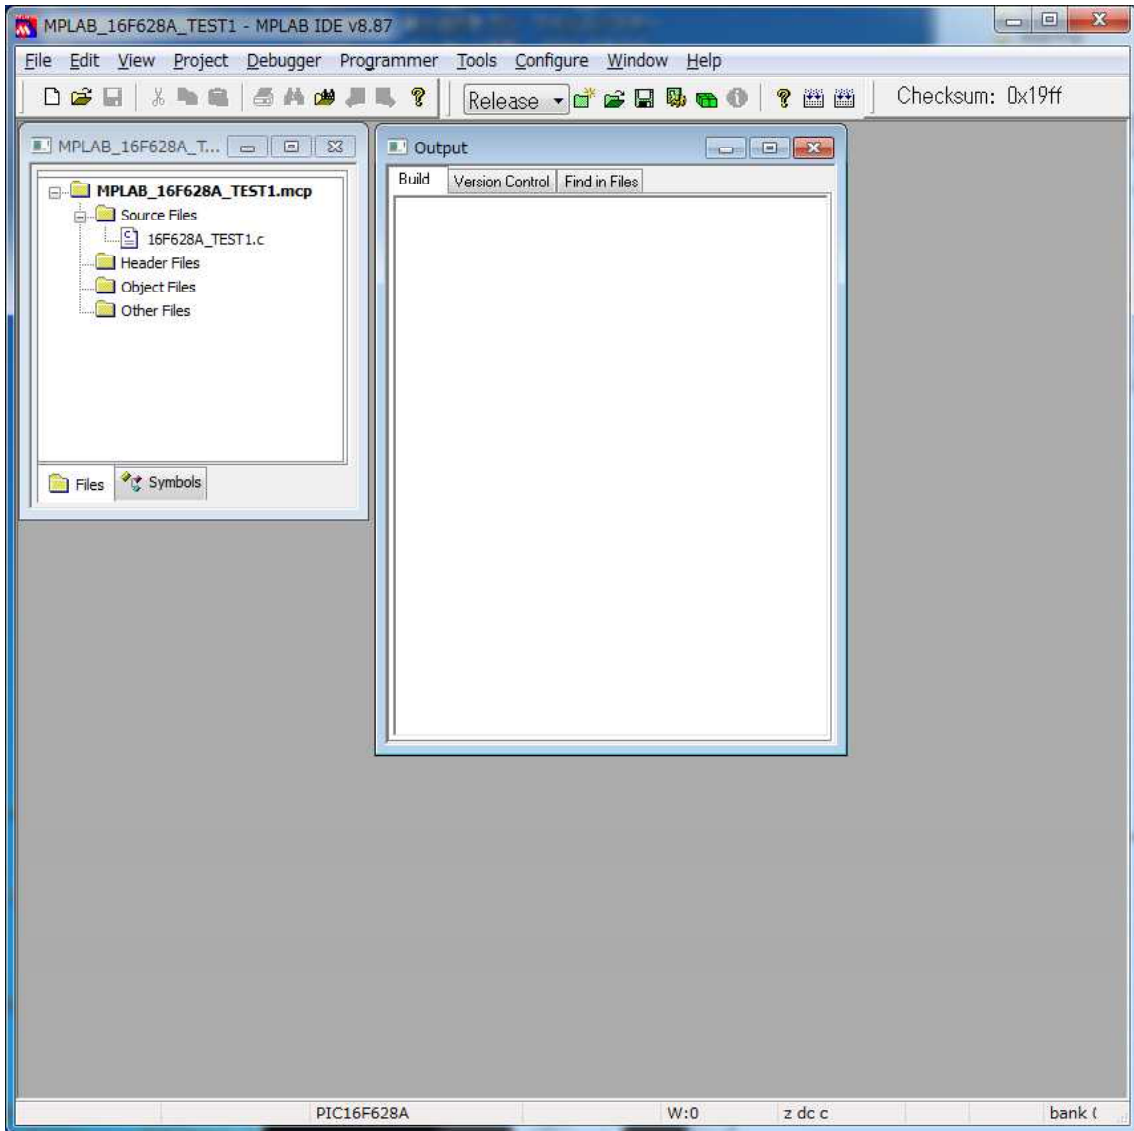 MPLAB_16F628A_TEST1 - MPLAB IDE v8.87
File Edit View Project Debugger Programmer Tools Configure Window Help
Release Checksum: 0x19ff
MPLAB_16F628A_T...
MPLAB_16F628A_TEST1.mcp
Source Files
16F628A_TEST1.c
Header Files
Object Files
Other Files
Files Symbols
Output
Build Version Control Find in Files
PIC16F628A W:0 z dc c bank